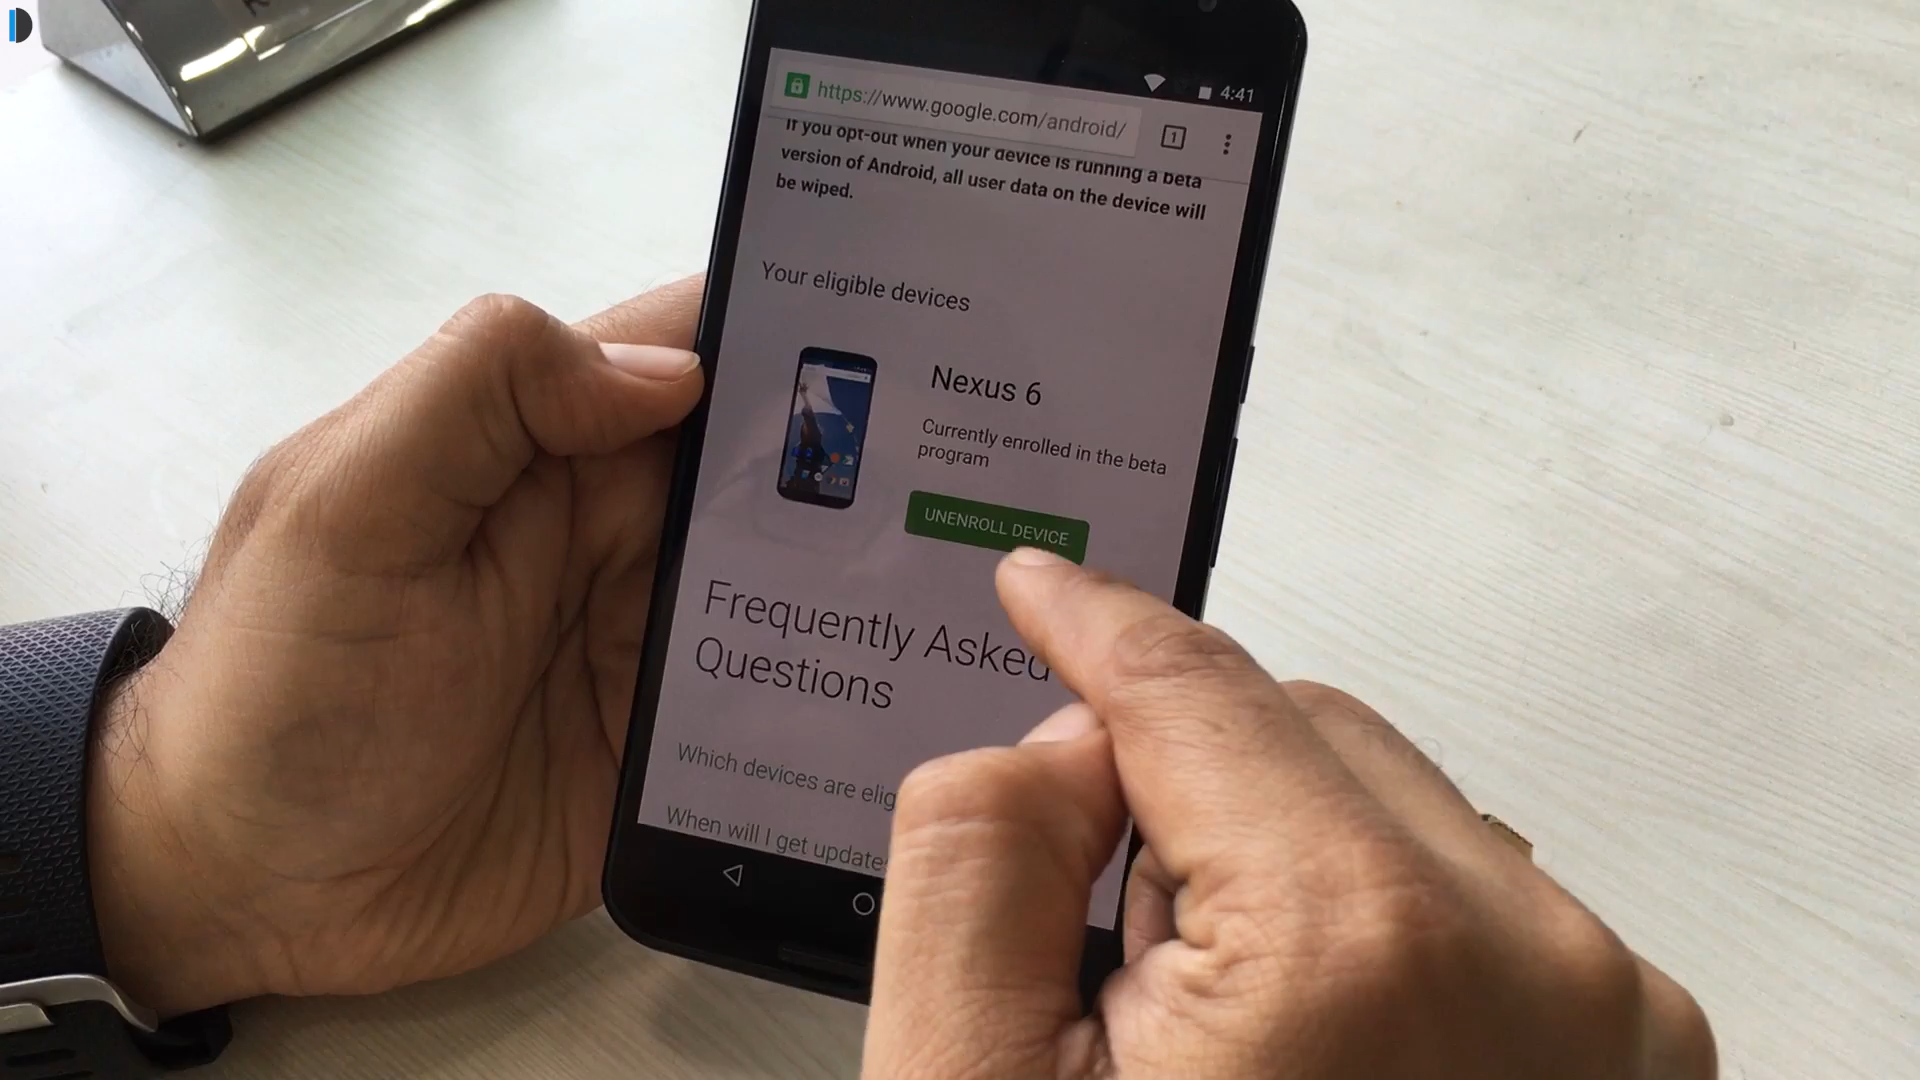 4:41
https://www.google.com/android/
1
If you opt-out when your device is running a beta
version of Android, all user data on the device will
be wiped.
Your eligible devices
Nexus 6
Currently enrolled in the beta
program
UNENROLL DEVICE
Frequently Asked
Questions
Which devices are elig
When will I get update